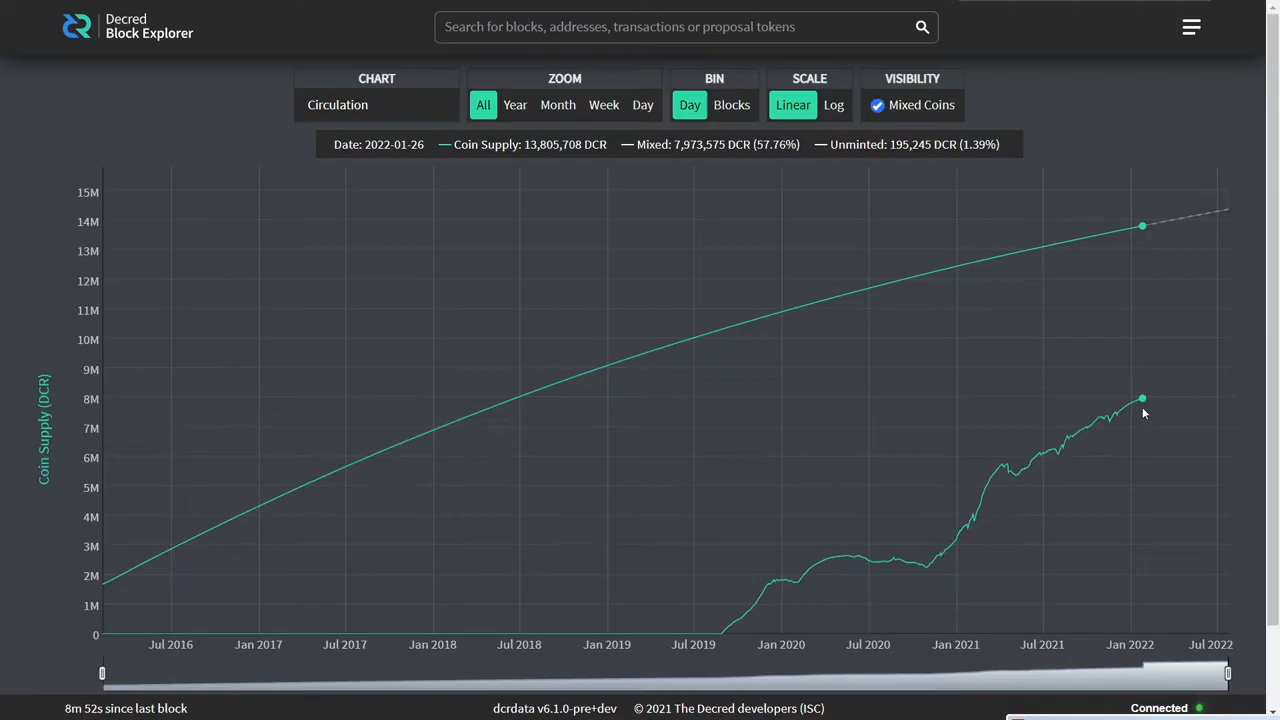 Decred
Block Explorer
Search for blocks, addresses, transactions or proposal tokens
CHART
ZOOM
BIN
SCALE
VISIBILITY
Circulation
All Year Month Week Day
Day Blocks
Linear Log
Mixed Coins
Date: 2022-01-26 Coin Supply: 13,805,708 DCR Mixed: 7,973,575 DCR (57.76%) Unminted: 195,245 DCR (1.39%)
15M
14M
13M
12M
11M
10M
9M
8M
7M
6M
5M
4M
3M
2M
1M
0
Coin Supply (DCR)
Jul 2016 Jan 2017 Jul 2017 Jan 2018 Jul 2018 Jan 2019 Jul 2019 Jan 2020 Jul 2020 Jan 2021 Jul 2021 Jan 2022 Jul 2022
8m 52s since last block
dcrdata v6.1.0-pre+dev © 2021 The Decred developers (ISC)
Connected